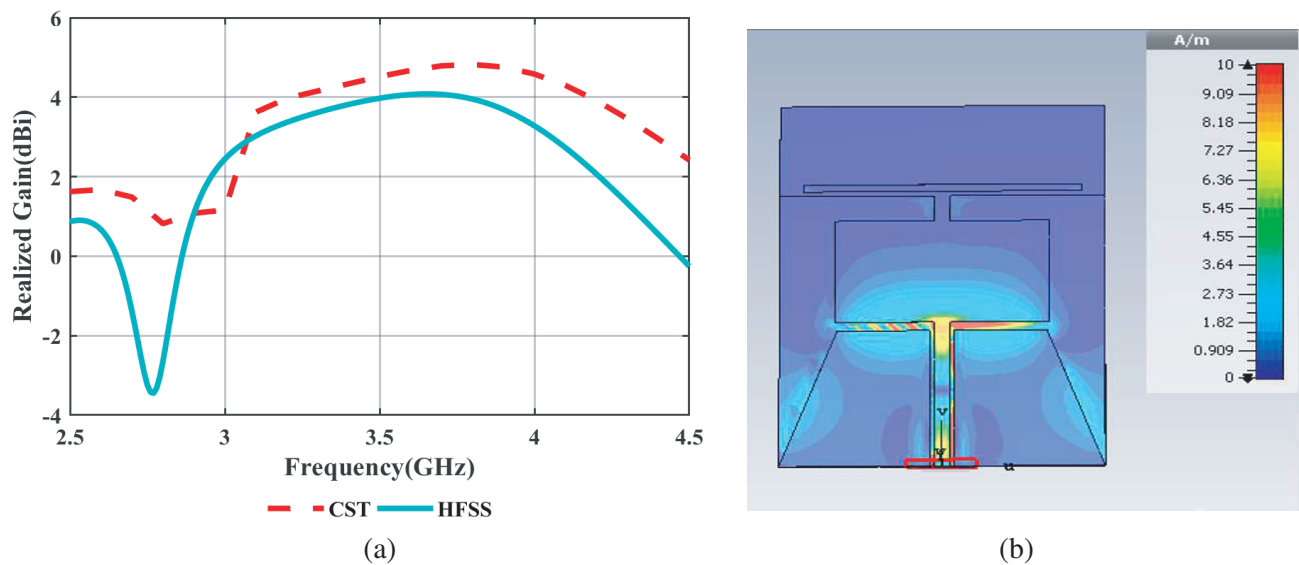 6
4
2
0
-2
-4
Realized Gain(dBi)
2.5 3 3.5 4 4.5
Frequency(GHz)
CST HFSS
(a)
A/m
10
9.09
8.18
7.27
6.36
5.45
4.55
3.64
2.73
1.82
0.909
0
v
u
(b)